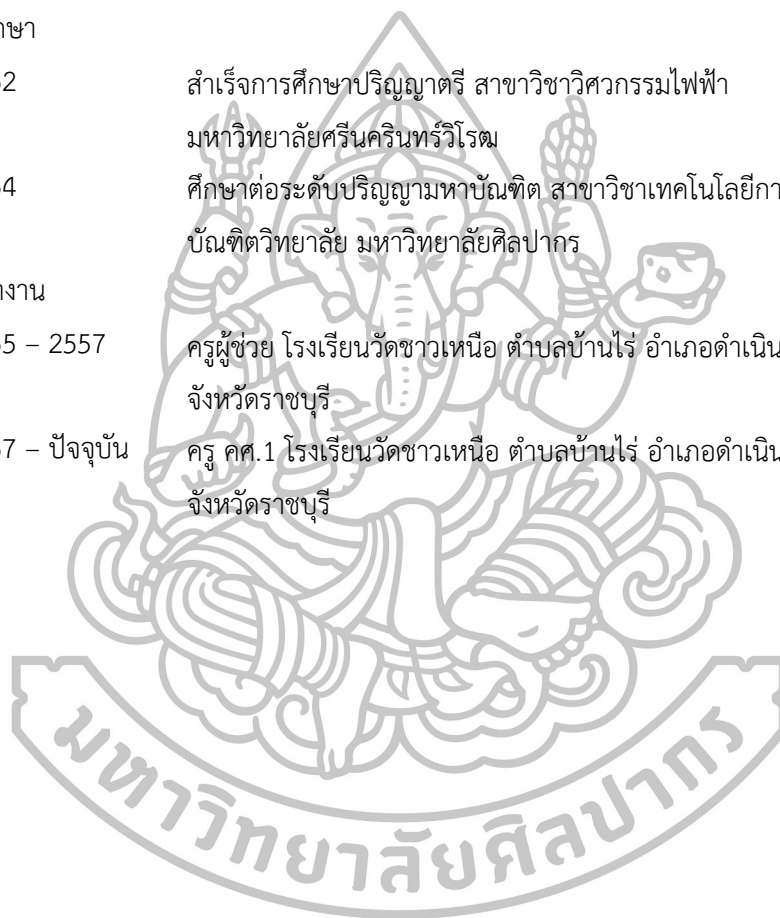 สำเร็จการศึกษาปริญญาตรี สาขาวิชาวิศวกรรมไฟฟ้า
มหาวิทยาลัยศรีนครินทร์วิโรฒ
ศึกษาต่อระดับปริญญามหาบัณฑิต สาขาวิชาเทคโนโลยีกา
บัณฑิตวิทยาลัย มหาวิทยาลัยศิลปากร
– 2557 ครูผู้ช่วย โรงเรียนวัดชาวเหนือ ตำบลบ้านไร่ อำเภอดำเนิน
จังหวัดราชบุรี
– ปัจจุบัน ครู คศ.1 โรงเรียนวัดชาวเหนือ ตำบลบ้านไร่ อำเภอดำเนิน
จังหวัดราชบุรี
มหาวิทยาลัยศิลปากร